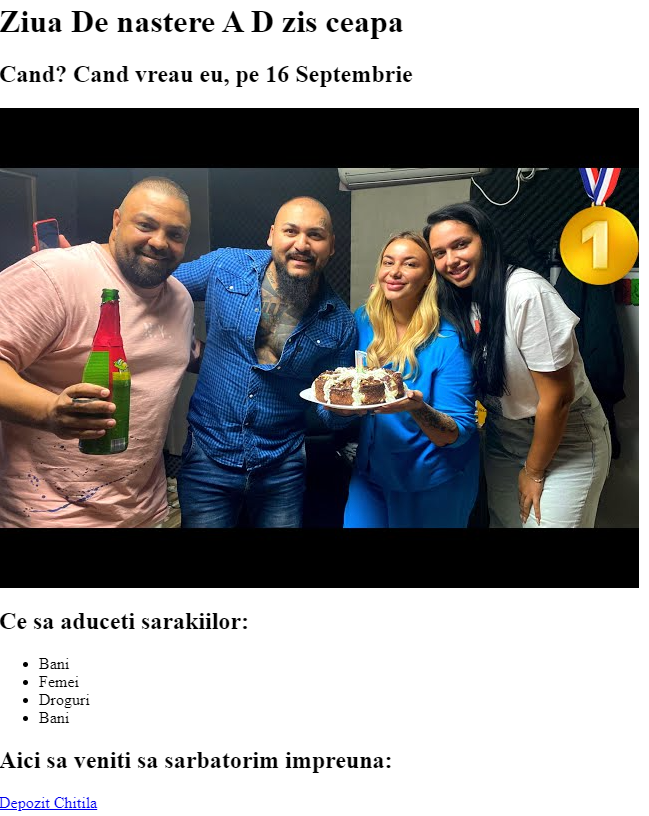 Ziua De nastere A D zis ceapa
Cand? Cand vreau eu, pe 16 Septembrie
1
Ce sa aduceti sarakiilor:
Bani
Femei
Droguri
Bani
Aici sa veniti sa sarbatorim impreuna:
Depozit Chitila